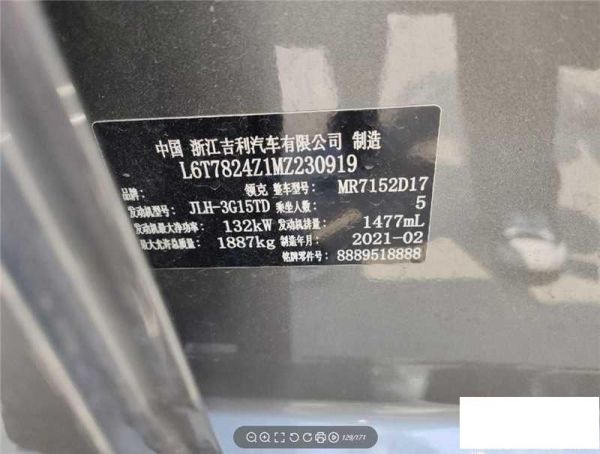 中国 浙江吉利汽车有限公司 制造
L6T7824Z1MZ230919
品牌: 领克 整车型号: MR7152D17
发动机型号: JLH-3G15TD 乘坐人数: 5
发动机最大净功率: 132kW 发动机排量: 1477mL
最大允许总质量: 1887kg 制造年月: 2021-02
铭牌零件号: 8889518888
129/171